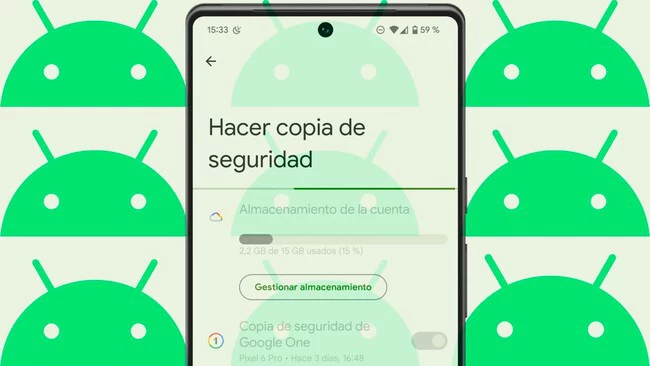 15:33 59 %
Hacer copia de
seguridad
Almacenamiento de la cuenta
2,2 GB de 15 GB usados (15 %)
Gestionar almacenamiento
1
Copia de seguridad de
Google One
Pixel 6 Pro • Hace 3 días, 16:48